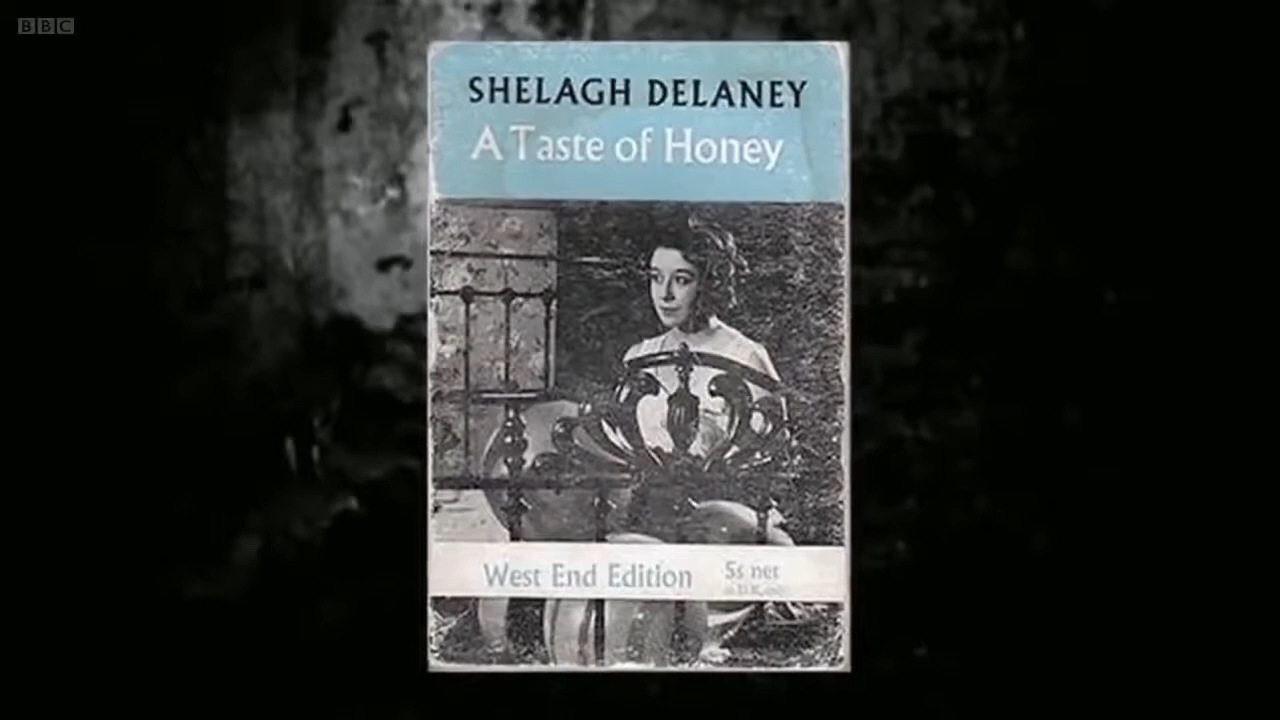 BBC
SHELAGH DELANEY
A Taste of Honey
West End Edition
5s net